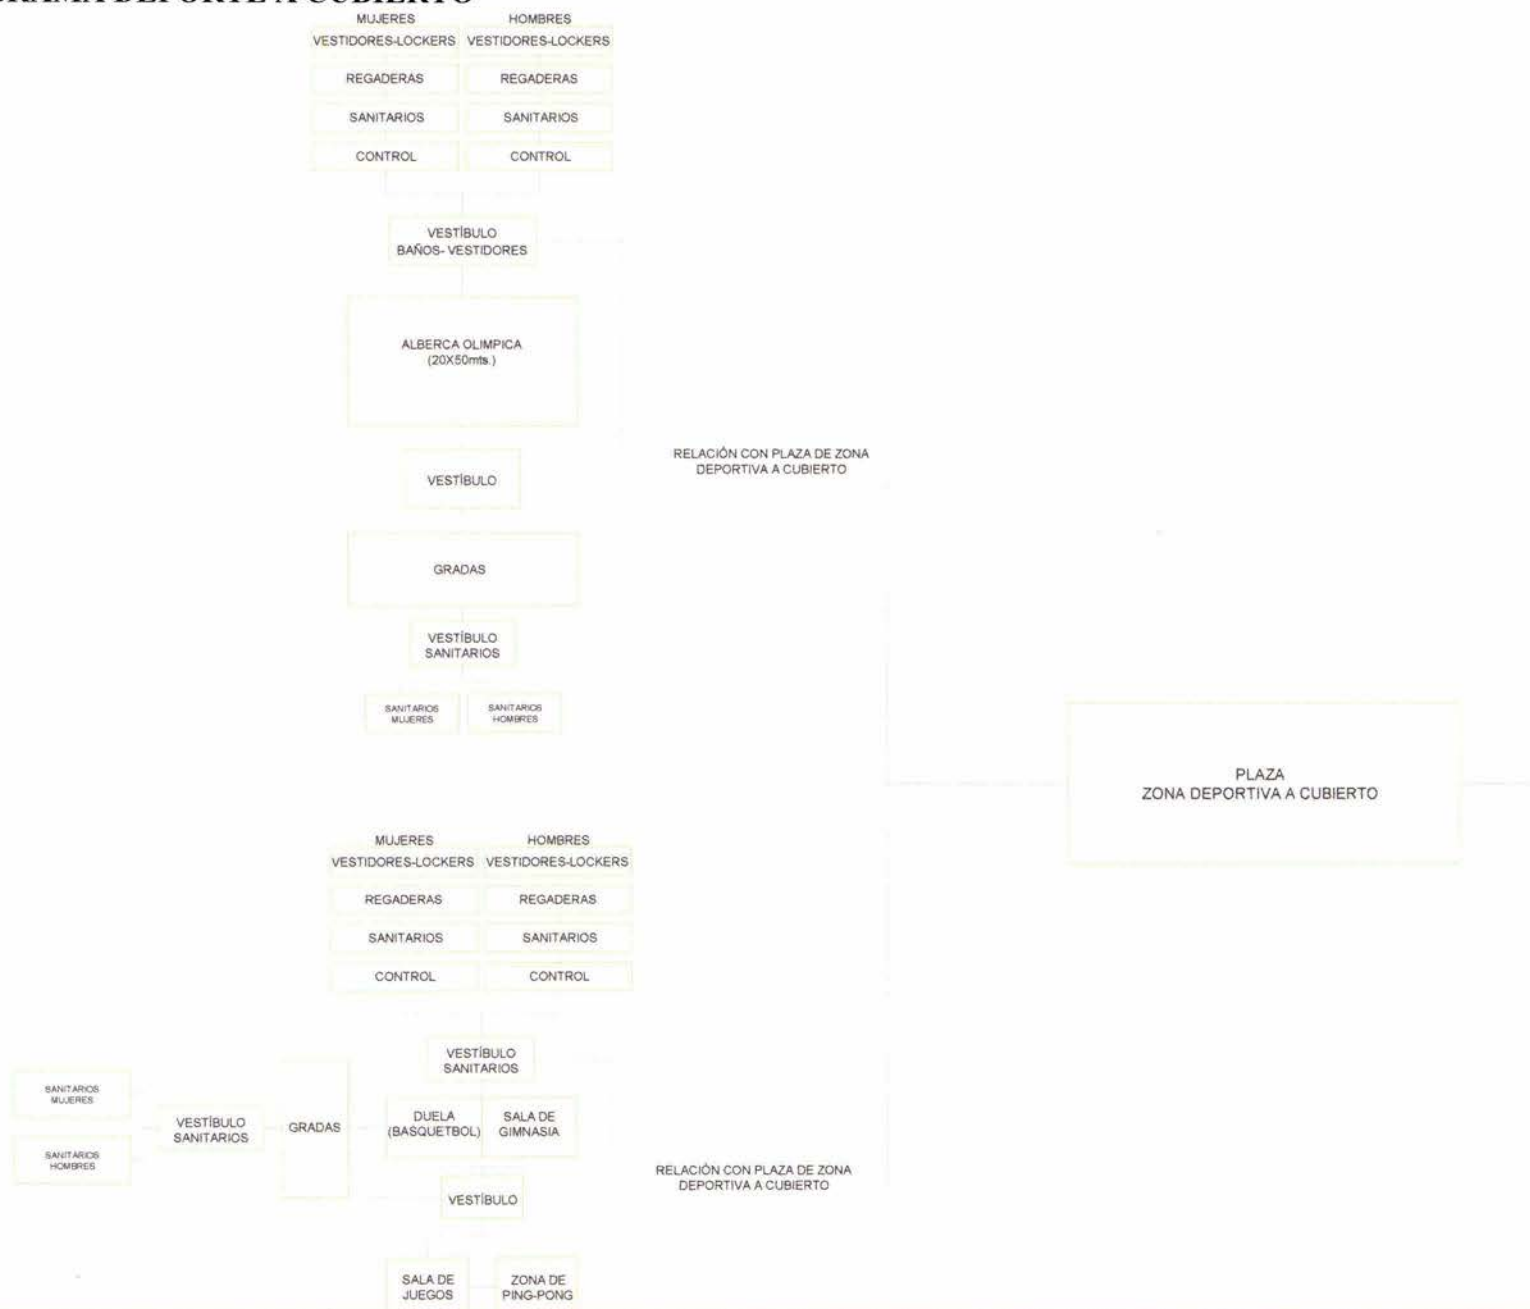 DEPORTE A CUBIERTO
MUJERES HOMBRES
VESTIDORES-LOCKERS VESTIDORES-LOCKERS
REGADERAS REGADERAS
SANITARIOS SANITARIOS
CONTROL CONTROL
VESTÍBULO
BAÑOS- VESTIDORES
ALBERCA OLIMPICA
(20X50mts.)
RELACIÓN CON PLAZA DE ZONA
DEPORTIVA A CUBIERTO
VESTÍBULO
GRADAS
VESTÍBULO
SANITARIOS
SANITARIOS
MUJERES
SANITARIOS
HOMBRES
PLAZA
ZONA DEPORTIVA A CUBIERTO
MUJERES HOMBRES
VESTIDORES-LOCKERS VESTIDORES-LOCKERS
REGADERAS REGADERAS
SANITARIOS SANITARIOS
CONTROL CONTROL
VESTÍBULO
SANITARIOS
SANITARIOS
MUJERES
SANITARIOS
HOMBRES
VESTÍBULO
SANITARIOS
GRADAS
DUELA
(BASQUETBOL)
SALA DE
GIMNASIA
RELACIÓN CON PLAZA DE ZONA
DEPORTIVA A CUBIERTO
VESTÍBULO
SALA DE
JUEGOS
ZONA DE
PING-PONG